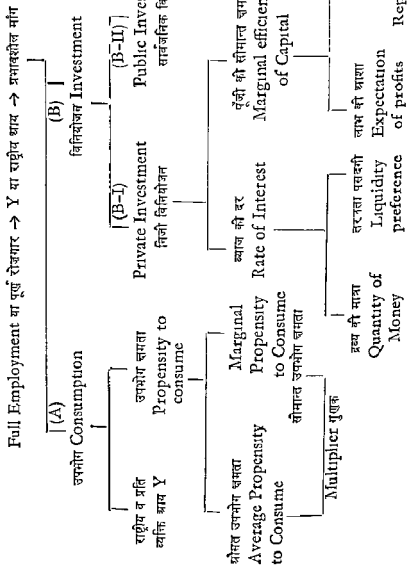 Full Employment या पूर्ण रोजगार → Y या राष्ट्रीय आय → प्रभावशील माँग
(A)
उपभोग Consumption
(B)
विनियोजन Investment
राष्ट्रीय व प्रति
व्यक्ति आय Y
उपभोग क्षमता
Propensity to
consume
(B-I)
Private Investment
निजी विनियोजन
(B-II)
Public Inves
सार्वजनिक वि
औसत उपभोग क्षमता
Average Propensity
to Consume
Marginal
Propensity
to Consume
सीमान्त उपभोग क्षमता
Multiplier गुणक
ब्याज की दर
Rate of Interest
पूंजी की सीमान्त क्षम
Marginal efficien
of Capital
द्रव्य की मात्रा
Quantity of
Money
तरलता पसंदगी
Liquidity
preference
लाभ की आशा
Expectation
of profits
Rep